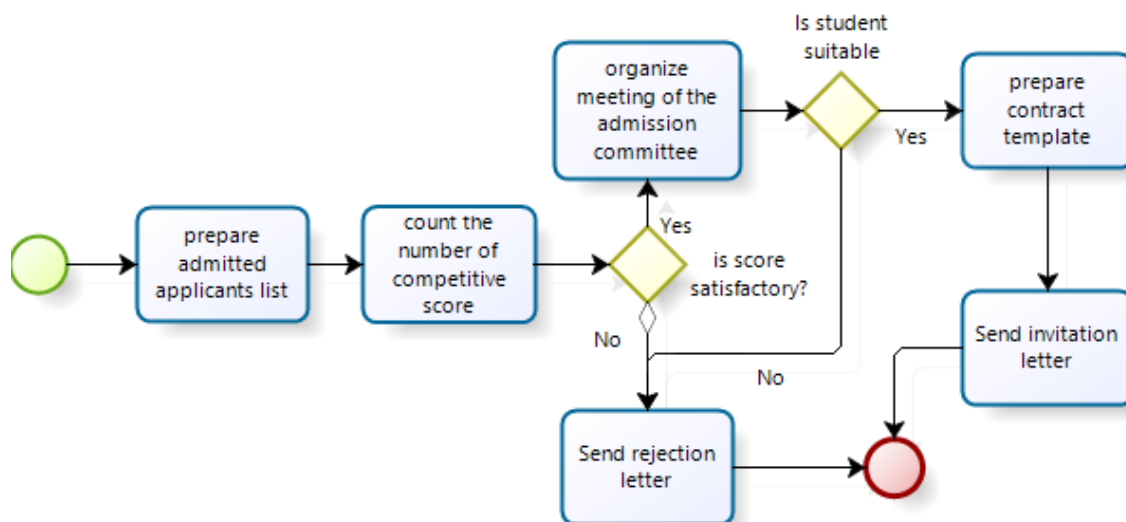 Is student
suitable
organize
meeting of the
admission
committee
prepare
contract
template
Yes
Yes
prepare
admitted
applicants list
count the
number of
competitive
score
is score
satisfactory?
No
No
Send invitation
letter
Send rejection
letter